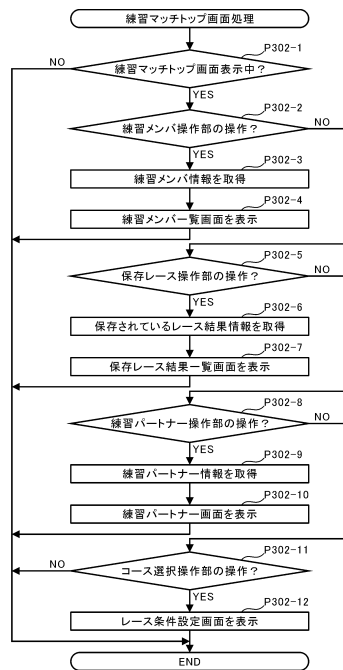 練習マッチトップ画面処理
P302-1
練習マッチトップ画面表示中?
NO
YES
P302-2
練習メンバ操作部の操作?
NO
YES
P302-3
練習メンバ情報を取得
P302-4
練習メンバ一覧画面を表示
P302-5
保存レース操作部の操作?
NO
YES
P302-6
保存されているレース結果情報を取得
P302-7
保存レース結果一覧画面を表示
P302-8
練習パートナー操作部の操作?
NO
YES
P302-9
練習パートナー情報を取得
P302-10
練習パートナー画面を表示
P302-11
コース選択操作部の操作?
NO
YES
P302-12
レース条件設定画面を表示
END